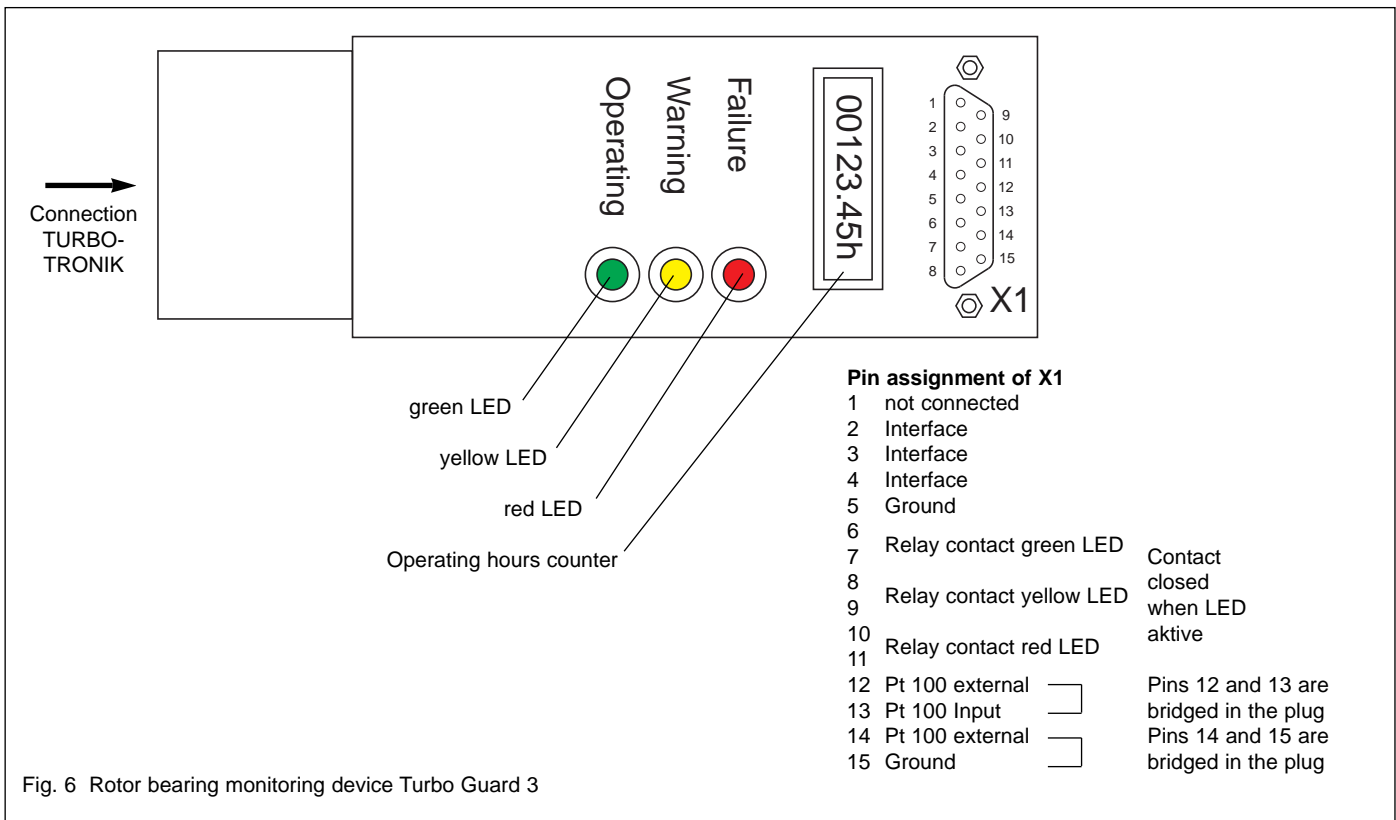 Operating
Warning
Failure
00123.45h
1
2
3
4
5
6
7
8
9
10
11
12
13
14
15
X1
Connection
TURBO-
TRONIK
green LED
yellow LED
red LED
Operating hours counter
Pin assignment of X1
1 not connected
2 Interface
3 Interface
4 Interface
5 Ground
6
7 Relay contact green LED
8
9 Relay contact yellow LED
10
11 Relay contact red LED
Contact
closed
when LED
aktive
12 Pt 100 external
13 Pt 100 Input
Pins 12 and 13 are
bridged in the plug
14 Pt 100 external
15 Ground
Pins 14 and 15 are
bridged in the plug
Fig. 6 Rotor bearing monitoring device Turbo Guard 3